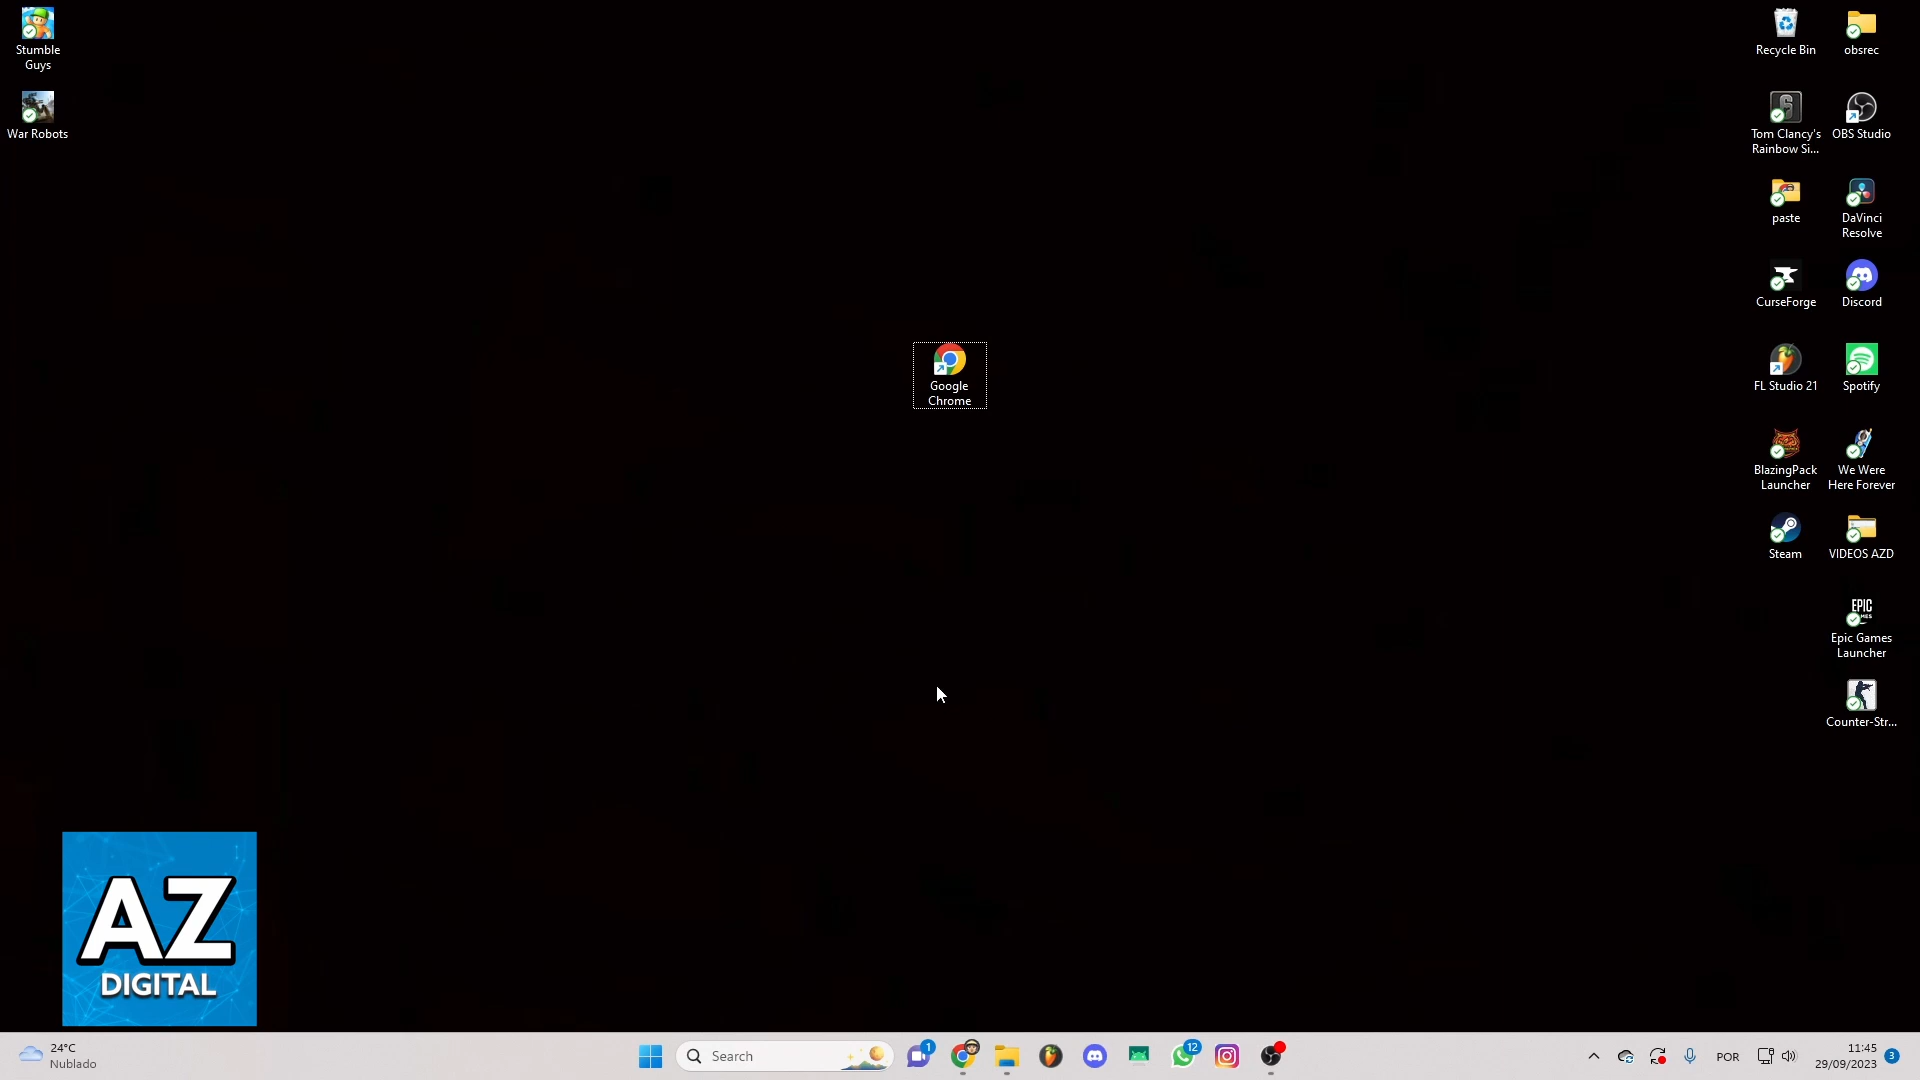 Stumble
Guys
War Robots
Google
Chrome
Recycle Bin
obsrec
Tom Clancy's
Rainbow Si...
OBS Studio
paste
DaVinci
Resolve
CurseForge
Discord
FL Studio 21
Spotify
BlazingPack
Launcher
We Were
Here Forever
Steam
VIDEOS AZD
EPIC
Epic Games
Launcher
Counter-Str...
AZ
DIGITAL
24°C
Nublado
Search
1
12
POR
11:45
29/09/2023
3